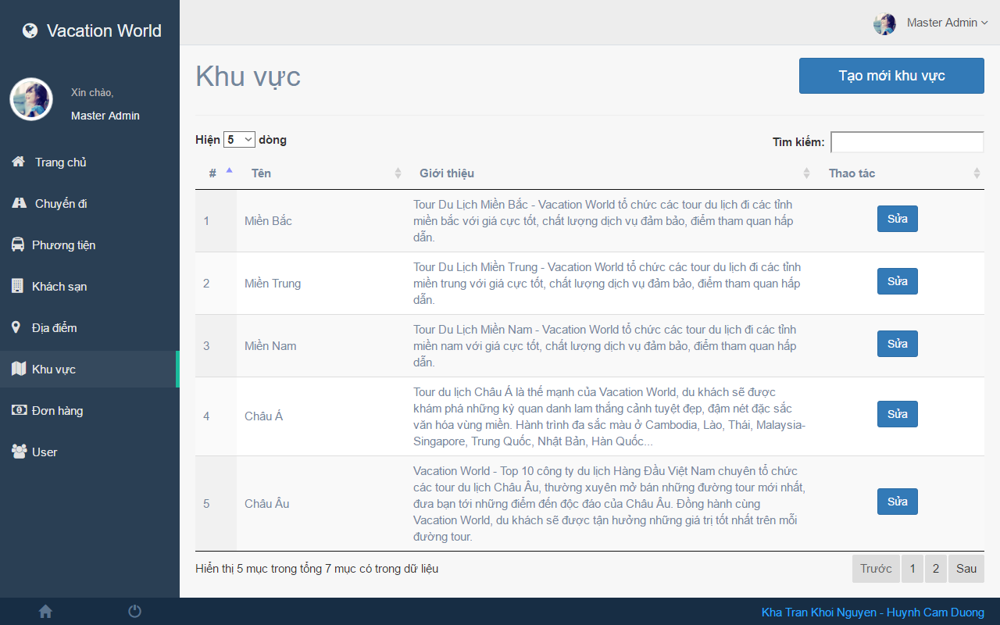 Vacation World
Master Admin
Xin chào,
Master Admin
Trang chủ
Chuyến đi
Phương tiện
Khách sạn
Địa điểm
Khu vực
Đơn hàng
User
Khu vực
Tạo mới khu vực
Hiện 5 dòng
Tìm kiếm:
# Tên Giới thiệu Thao tác
1 Miền Bắc
Tour Du Lịch Miền Bắc - Vacation World tổ chức các tour du lịch đi các tỉnh
miền bắc với giá cực tốt, chất lượng dịch vụ đảm bảo, điểm tham quan hấp
dẫn.
Sửa
2 Miền Trung
Tour Du Lịch Miền Trung - Vacation World tổ chức các tour du lịch đi các tỉnh
miền trung với giá cực tốt, chất lượng dịch vụ đảm bảo, điểm tham quan hấp
dẫn.
Sửa
3 Miền Nam
Tour Du Lịch Miền Nam - Vacation World tổ chức các tour du lịch đi các tỉnh
miền nam với giá cực tốt, chất lượng dịch vụ đảm bảo, điểm tham quan hấp
dẫn.
Sửa
4 Châu Á
Tour du lịch Châu Á là thế mạnh của Vacation World, du khách sẽ được
khám phá những kỳ quan danh lam thắng cảnh tuyệt đẹp, đậm nét đặc sắc
văn hóa vùng miền. Hành trình đa sắc màu ở Cambodia, Lào, Thái, Malaysia-
Singapore, Trung Quốc, Nhật Bản, Hàn Quốc...
Sửa
5 Châu Âu
Vacation World - Top 10 công ty du lịch Hàng Đầu Việt Nam chuyên tổ chức
các tour du lịch Châu Âu, thường xuyên mở bán những đường tour mới nhất,
đưa bạn tới những điểm đến độc đáo của Châu Âu. Đồng hành cùng
Vacation World, du khách sẽ được tận hưởng những giá trị tốt nhất trên mỗi
đường tour.
Sửa
Hiển thị 5 mục trong tổng 7 mục có trong dữ liệu
Trước 1 2 Sau
Kha Tran Khoi Nguyen - Huynh Cam Duong